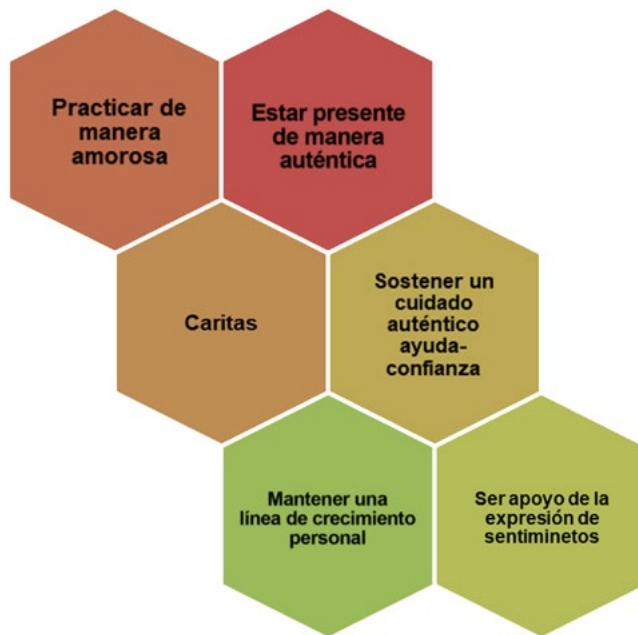 Practicar de
manera
amorosa
Estar presente
de manera
auténtica
Caritas
Sostener un
cuidado
auténtico
ayuda-
confianza
Mantener una
línea de crecimiento
personal
Ser apoyo de la
expresión de
sentiminetos